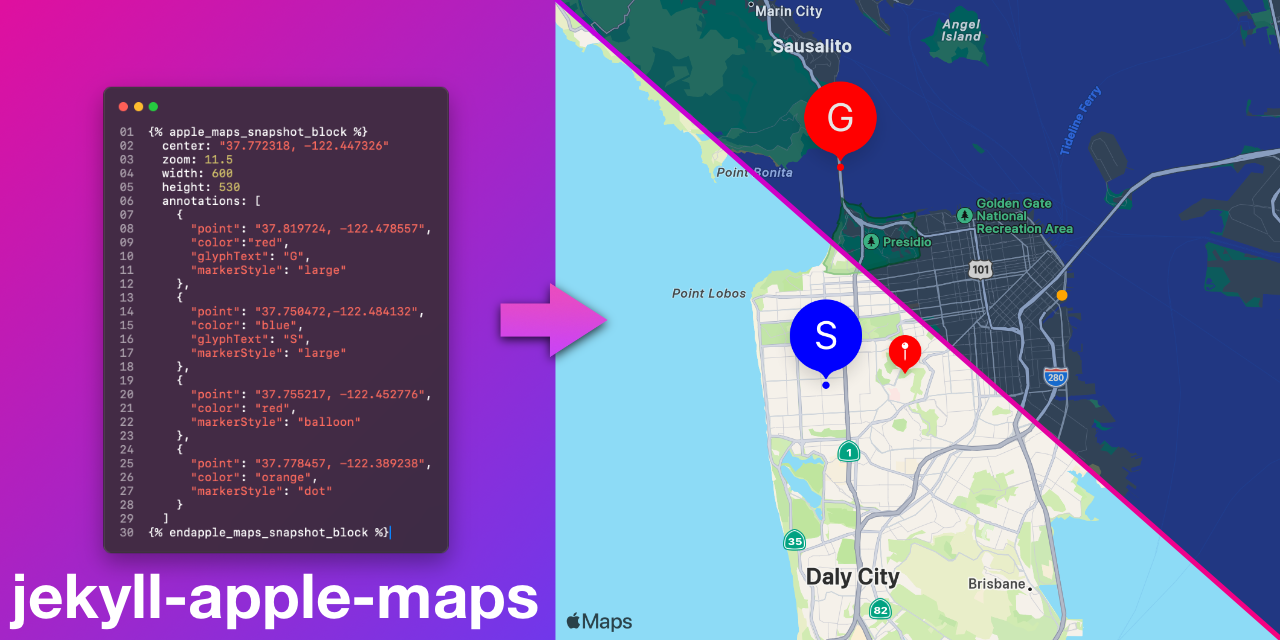 01 {% apple_maps_snapshot_block %}
02 center: "37.772318, -122.447326"
03 zoom: 11.5
04 width: 600
05 height: 530
06 annotations: [
07 {
08 "point": "37.819724, -122.478557",
09 "color":"red",
10 "glyphText": "G",
11 "markerStyle": "large"
12 },
13 {
14 "point": "37.750472,-122.484132",
15 "color": "blue",
16 "glyphText": "S",
17 "markerStyle": "large"
18 },
19 {
20 "point": "37.755217, -122.452776",
21 "color": "red",
22 "markerStyle": "balloon"
23 },
24 {
25 "point": "37.778457, -122.389238",
26 "color": "orange",
27 "markerStyle": "dot"
28 }
29 ]
30 {% endapple_maps_snapshot_block %}
jekyll-apple-maps
Marin City
Sausalito
Angel
Island
G
Tideline Ferry
Point Bonita
Golden Gate
National
Recreation Area
Presidio
101
Point Lobos
S
280
1
35
Daly City
Brisbane
82
Maps